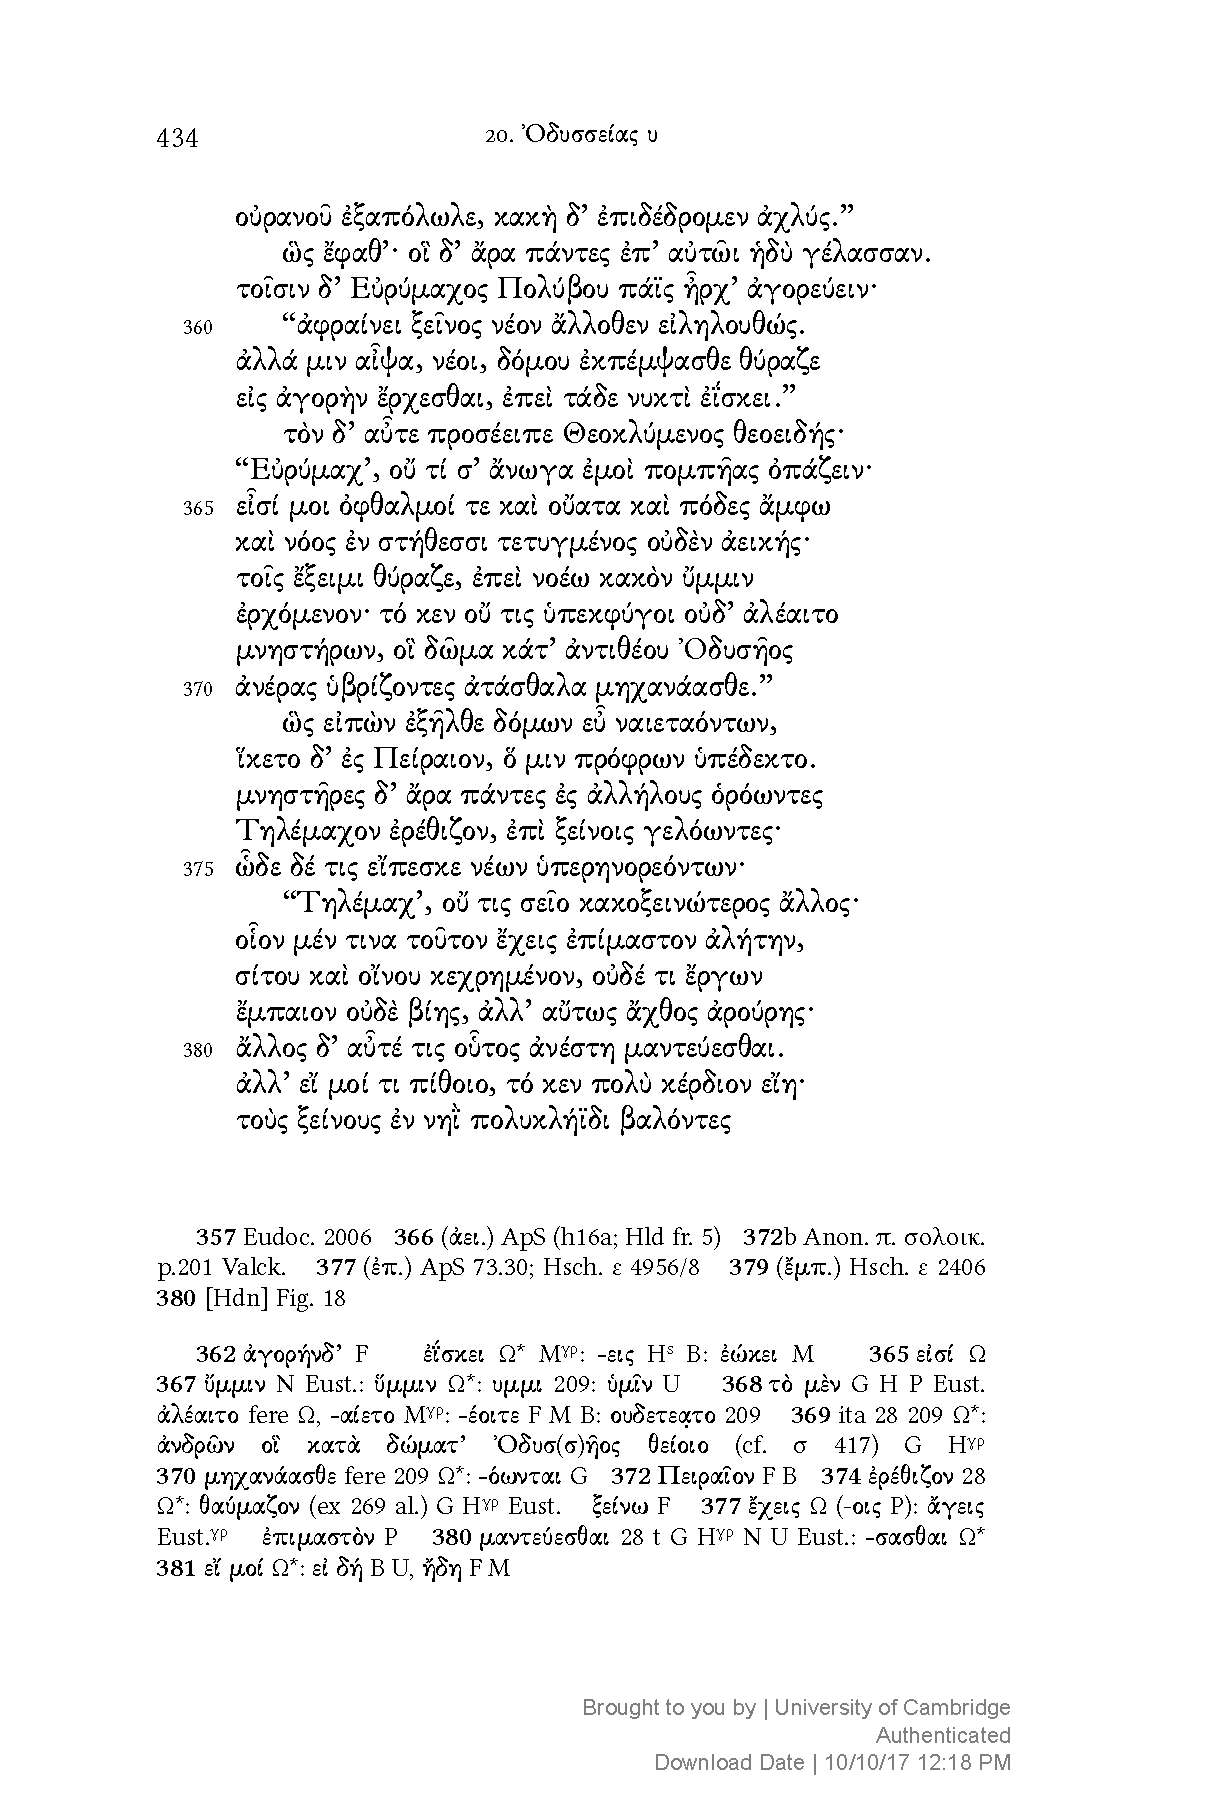 434
20. Ὀδυσσείας υ
οὐρανοῦ ἐξαπόλωλε, κακὴ δ’ ἐπιδέδρομεν ἀχλύς.”
ὣς ἔφαθ’· οἳ δ’ ἄρα πάντες ἐπ’ αὐτῶι ἡδὺ γέλασσαν.
τοῖσιν δ’ Εὐρύμαχος Πολύβου πάϊς ἦρχ’ ἀγορεύειν·
360 “ἀφραίνει ξεῖνος νέον ἄλλοθεν εἰληλουθώς.
ἀλλά μιν αἶψα, νέοι, δόμου ἐκπέμψασθε θύραζε
εἰς ἀγορὴν ἔρχεσθαι, ἐπεὶ τάδε νυκτὶ ἐΐσκει.”
τὸν δ’ αὖτε προσέειπε Θεοκλύμενος θεοειδής·
“Εὐρύμαχ’, οὔ τί σ’ ἄνωγα ἐμοὶ πομπῆας ὀπάζειν·
365 εἶσί μοι ὀφθαλμοί τε καὶ οὔατα καὶ πόδες ἄμφω
καὶ νόος ἐν στήθεσσι τετυγμένος οὐδὲν ἀεικής·
τοῖς ἔξειμι θύραζε, ἐπεὶ νοέω κακὸν ὔμμιν
ἐρχόμενον· τό κεν οὔ τις ὑπεκφύγοι οὐδ’ ἀλέαιτο
μνηστήρων, οἳ δῶμα κάτ’ ἀντιθέου Ὀδυσῆος
370 ἀνέρας ὑβρίζοντες ἀτάσθαλα μηχανάασθε.”
ὣς εἰπὼν ἐξῆλθε δόμων εὖ ναιεταόντων,
ἵκετο δ’ ἐς Πείραιον, ὅ μιν πρόφρων ὑπέδεκτο.
μνηστῆρες δ’ ἄρα πάντες ἐς ἀλλήλους ὁρόωντες
Τηλέμαχον ἐρέθιζον, ἐπὶ ξείνοις γελόωντες·
375 ὧδε δέ τις εἴπεσκε νέων ὑπερηνορεόντων·
“Τηλέμαχ’, οὔ τις σεῖο κακοξεινώτερος ἄλλος·
οἷον μέν τινα τοῦτον ἔχεις ἐπίμαστον ἀλήτην,
σίτου καὶ οἴνου κεχρημένον, οὐδέ τι ἔργων
ἔμπαιον οὐδὲ βίης, ἀλλ’ αὔτως ἄχθος ἀρούρης·
380 ἄλλος δ’ αὖτέ τις οὗτος ἀνέστη μαντεύεσθαι.
ἀλλ’ εἴ μοί τι πίθοιο, τό κεν πολὺ κέρδιον εἴη·
τοὺς ξείνους ἐν νηῒ πολυκλήϊδι βαλόντες
357 Eudoc. 2006 366 (ἀει.) ApS (h16a; Hld fr. 5) 372b Anon. π. σολοικ.
p.201 Valck. 377 (ἐπ.) ApS 73.30; Hsch. ε 4956/8 379 (ἔμπ.) Hsch. ε 2406
380 [Hdn] Fig. 18
362 ἀγορήνδ’ F ἐΐσκει Ω* Mγρ: -εις Hs B: ἐώκει M 365 εἰσί Ω
367 ὔμμιν N Eust.: ὕμμιν Ω*: υμμι 209: ὑμῖν U 368 τὸ μὲν G H P Eust.
ἀλέαιτο fere Ω, -αίετο Mγρ: -έοιτε F M B: ουδετεạτο 209 369 ita 28 209 Ω*:
ἀνδρῶν οἳ κατὰ δώματ’ Ὀδυσ(σ)ῆος θείοιο (cf. σ 417) G Hγρ
370 μηχανάασθε fere 209 Ω*: -όωνται G 372 Πειραῖον F B 374 ἐρέθιζον 28
Ω*: θαύμαζον (ex 269 al.) G Hγρ Eust. ξείνω F 377 ἔχεις Ω (-οις P): ἄγεις
Eust.γρ ἐπιμαστὸν P 380 μαντεύεσθαι 28 t G Hγρ N U Eust.: -σασθαι Ω*
381 εἴ μοί Ω*: εἰ δή B U, ἤδη F M
Brought to you by | University of Cambridge
Authenticated
Download Date | 10/10/17 12:18 PM